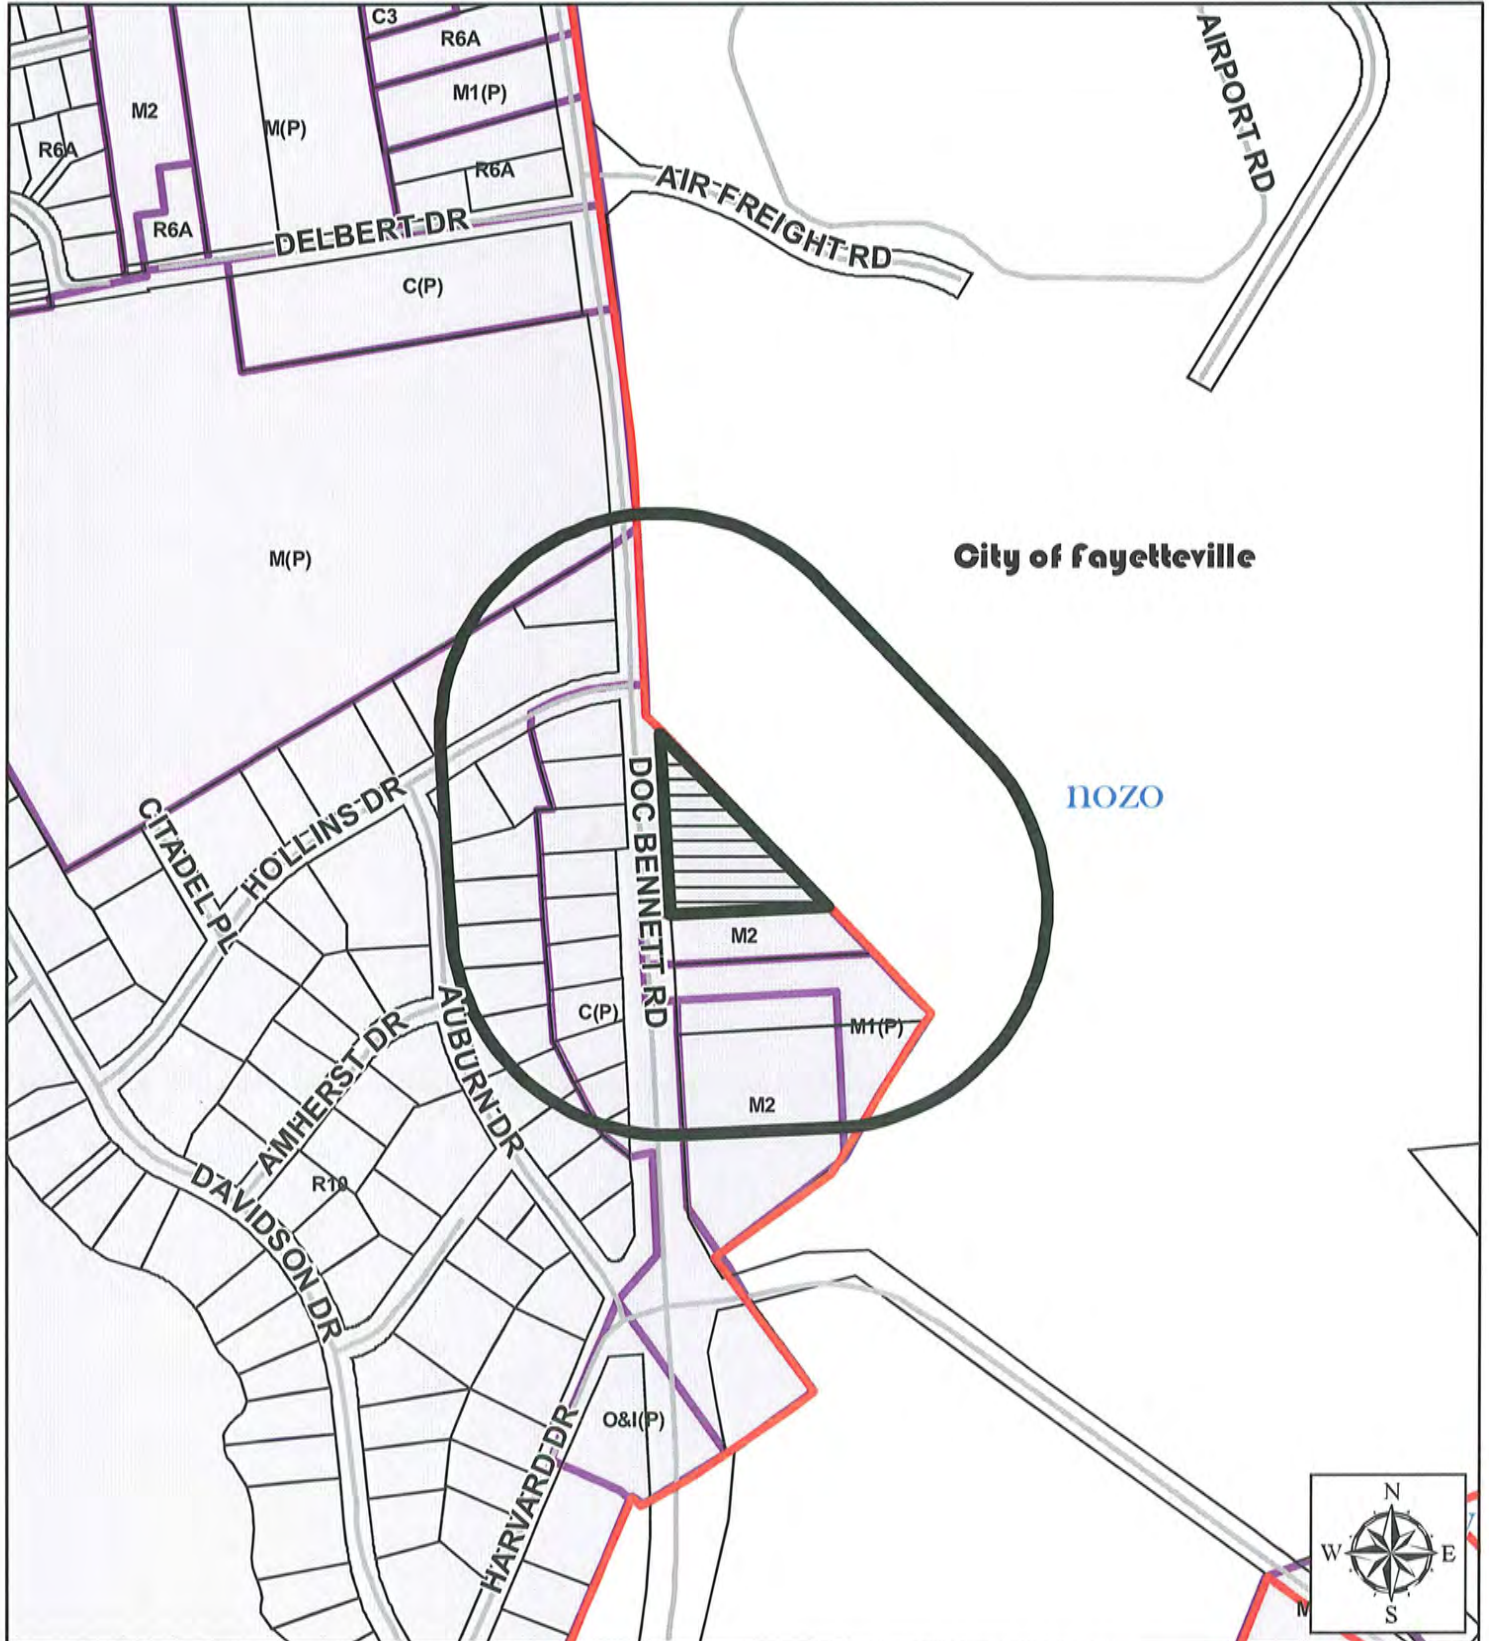 C3
R6A
AIRPORT RD
M2
M1(P)
M(P)
R6A
R6A
AIR FREIGHT RD
R6A
DELBERT DR
C(P)
M(P)
City of Fayetteville
nozo
DOC BENNETT RD
HOLLINS DR
CITADEL PL
M2
C(P)
M1(P)
AUBURN DR
AMHERST DR
M2
R10
DAVIDSON DR
O&I(P)
HARVARD DR
N
W
E
S
M